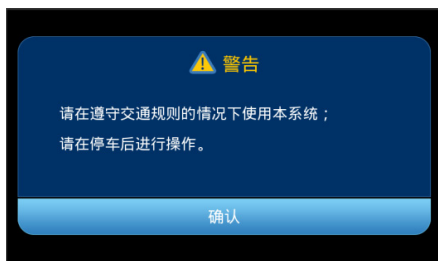 警告
请在遵守交通规则的情况下使用本系统；
请在停车后进行操作。
确认